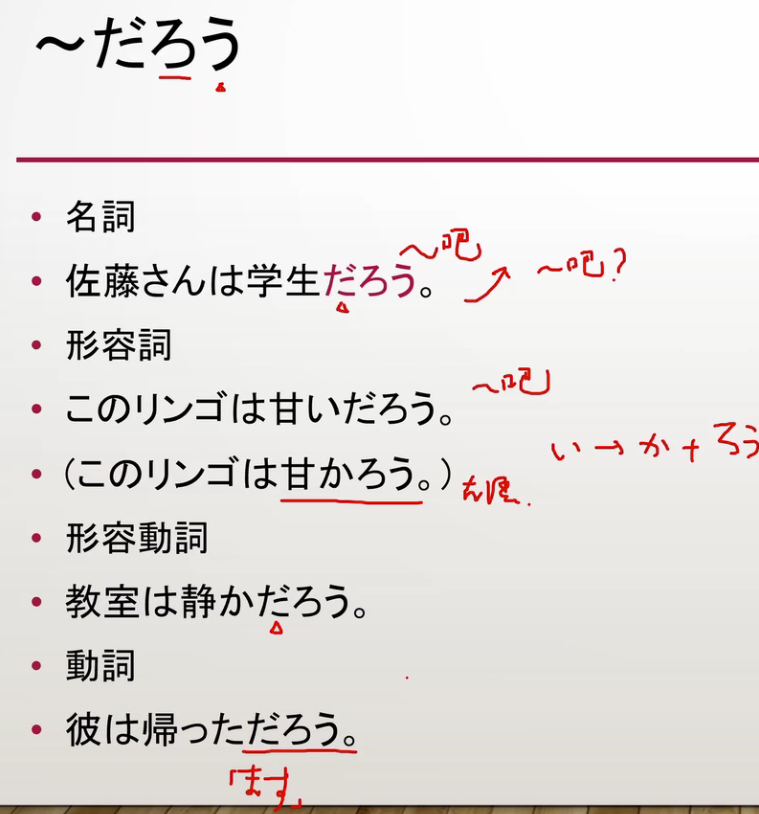 ～だろう
• 名詞
～吧
• 佐藤さんは学生だろう。 ～吧?
• 形容詞
～吧
• このリンゴは甘いだろう。
い→か+ろう
• (このリンゴは甘かろう。)
• 形容動詞
• 教室は静かだろう。
• 動詞
• 彼は帰っただろう。
「ます」